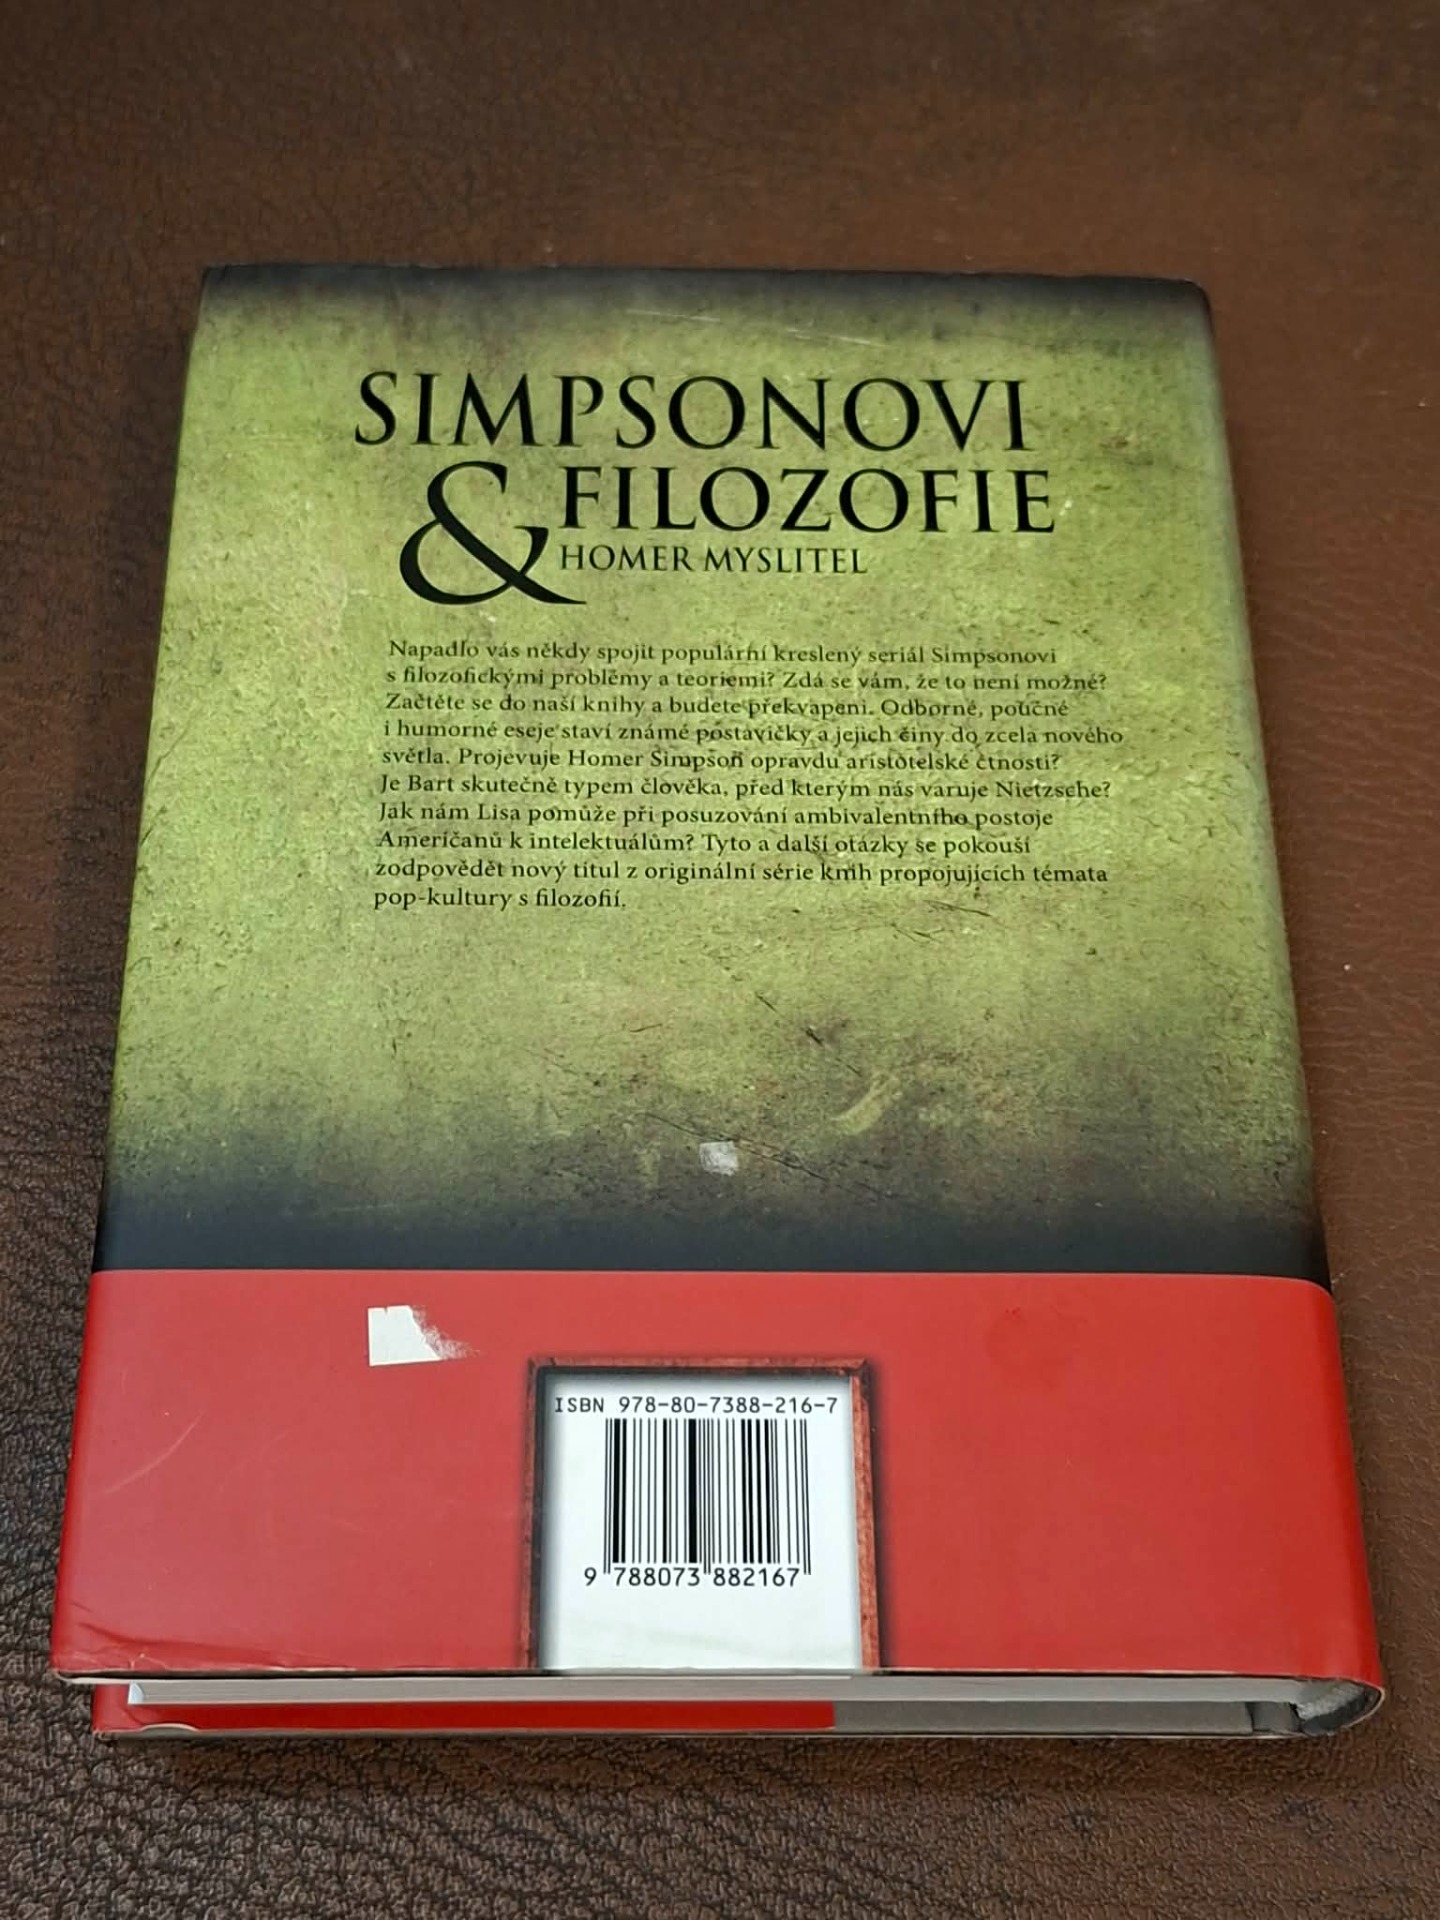 SIMPSONOVI
& FILOZOFIE
HOMER MYSLITEL
Napadlo vás někdy spojit populární kreslený seriál Simpsonovi
s filozofickými problémy a teoriemi? Zdá se vám, že to není možné?
Začtěte se do naší knihy a budete překvapeni. Odborné, poučné
i humorné eseje staví známé postavičky a jejich činy do zcela nového
světla. Projevuje Homer Simpson opravdu aristotelské ctnosti?
Je Bart skutečně typem člověka, před kterým nás varuje Nietzsche?
Jak nám Lisa pomůže při posuzování ambivalentního postoje
Američanů k intelektuálům? Tyto a další otázky se pokouší
zodpovědět nový titul z originální série knih propojujících témata
pop-kultury s filozofií.
ISBN 978-80-7388-216-7
9 788073 882167